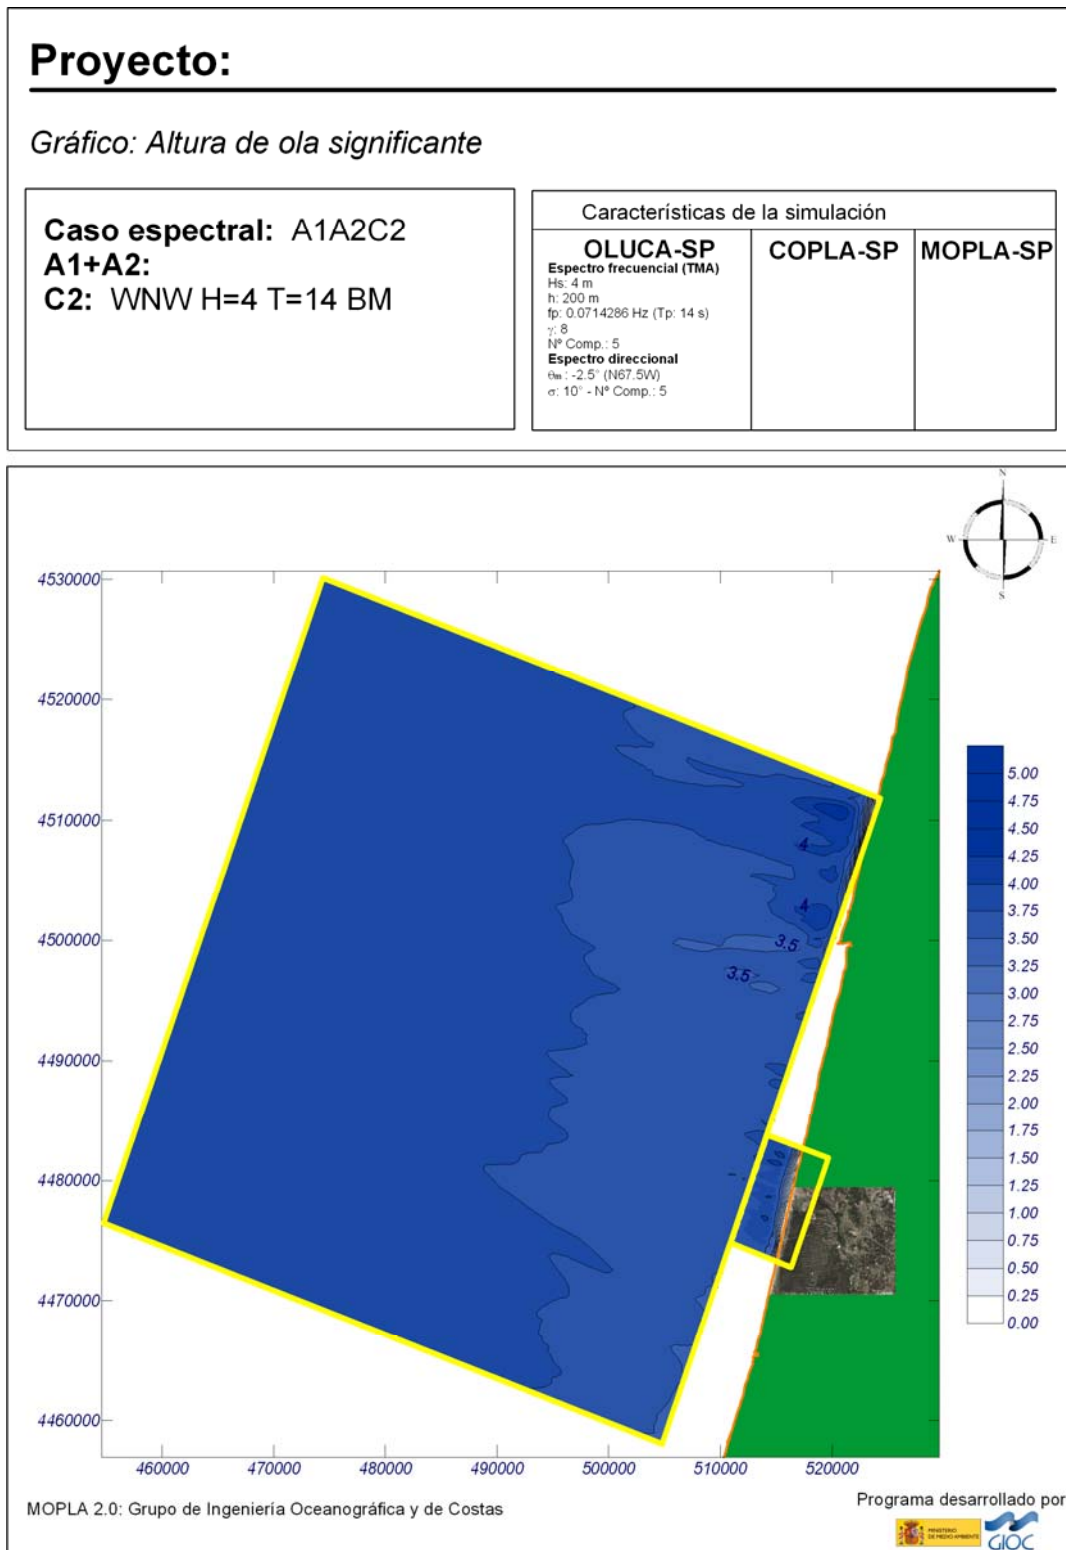 Proyecto:
Gráfico: Altura de ola significante
Caso espectral: A1A2C2
A1+A2:
C2: WNW H=4 T=14 BM
Características de la simulación
OLUCA-SP
Espectro frecuencial (TMA)
Hs: 4 m
h: 200 m
fp: 0.0714286 Hz (Tp: 14 s)
γ: 8
Nº Comp.: 5
Espectro direccional
θm : -2.5° (N67.5W)
σ: 10° - Nº Comp.: 5
COPLA-SP
MOPLA-SP
N
W
E
S
4530000
4520000
4510000
4500000
4490000
4480000
4470000
4460000
460000
470000
480000
490000
500000
510000
520000
4
4
3.5
3.5
5.00
4.75
4.50
4.25
4.00
3.75
3.50
3.25
3.00
2.75
2.50
2.25
2.00
1.75
1.50
1.25
1.00
0.75
0.50
0.25
0.00
MOPLA 2.0: Grupo de Ingeniería Oceanográfica y de Costas
Programa desarrollado por
MINISTERIO
DE MEDIO AMBIENTE
GIOC